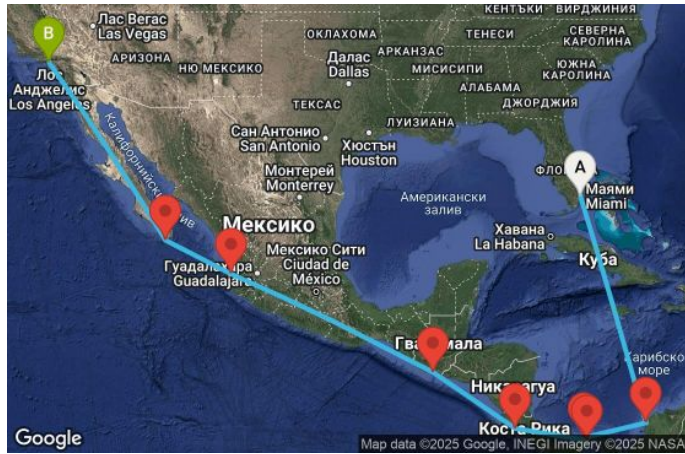 КЕНТЪКИ
ВИРДЖИНИЯ
Лас Вегас
Las Vegas
ОКЛАХОМА
ТЕНЕСИ
СЕВЕРНА
КАРОЛИНА
B
АРИЗОНА
НЮ МЕКСИКО
Далас
Dallas
АРКАНЗАС
МИСИСИПИ
АЛАБАМА
ЮЖНА
КАРОЛИНА
Лос
Анджелис
Los Angeles
ТЕКСАС
ДЖОРДЖИЯ
ЛУИЗИАНА
Сан Антонио
San Antonio
Хюстън
Houston
Монтерей
Monterrey
A
Маями
Miami
Американски
залив
Мексико
Хавана
La Habana
Куба
Мексико Сити
Ciudad de
México
Guadalajara
Никарагуа
море
Коста Рика
Google
Map data ©2025 Google, INEGI Imagery ©2025 NASA